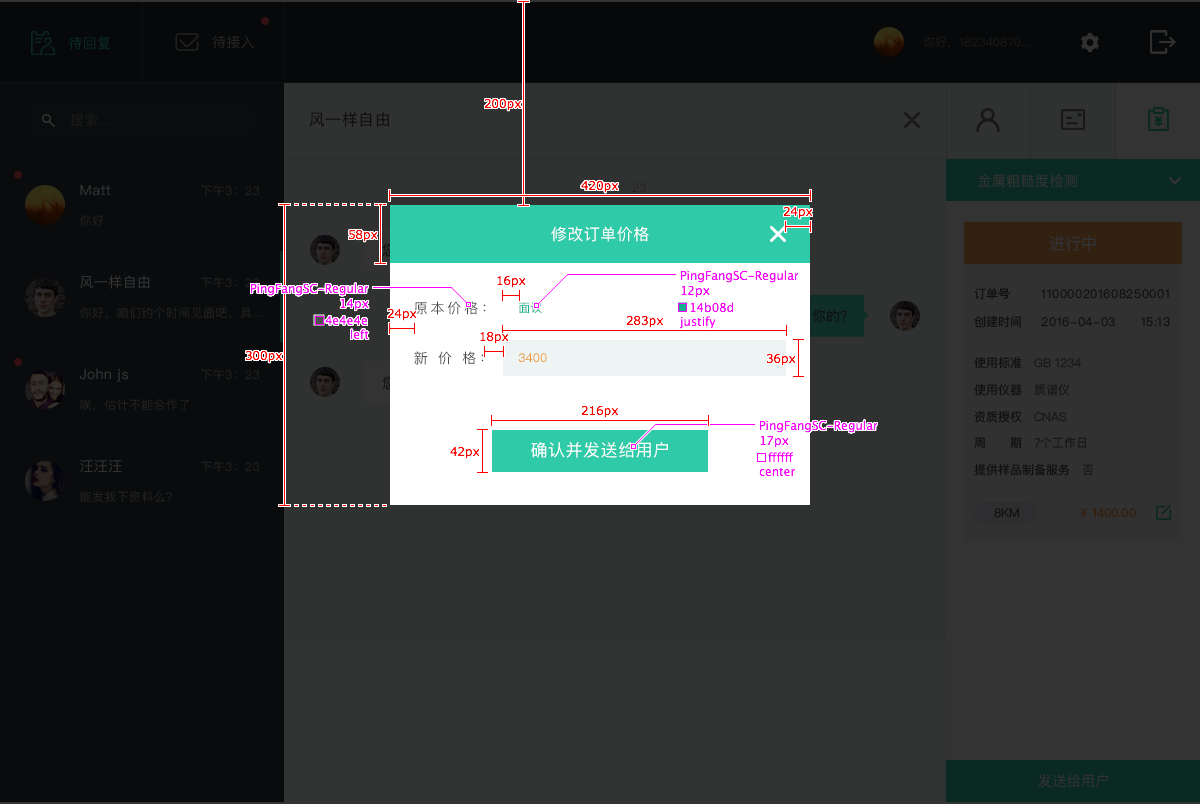 待回复
待接入
你好，182340870...
搜索...
Matt
下午3：23
你好
风一样自由
下午3：23
你好，咱们约个时间见面吧，具...
John js
下午3：23
嗯，估计不能合作了
汪汪汪
下午3：23
能发我下资料么？
风一样自由
200px
23
420px
24px
58px
300px
修改订单价格
16px
PingFangSC-Regular
14px
4e4e4e
left
PingFangSC-Regular
12px
14b08d
justify
24px
原本价格：
面议
283px
18px
新 价 格：
3400
36px
你的？
您
您
216px
42px
确认并发送给用户
PingFangSC-Regular
17px
ffffff
center
金属粗糙度检测
进行中
订单号 110000201608250001
创建时间 2016-04-03 15:13
使用标准 GB 1234
使用仪器 质谱仪
资质授权 CNAS
周 期 7个工作日
提供样品制备服务 否
8KM
¥ 1400.00
发送给用户